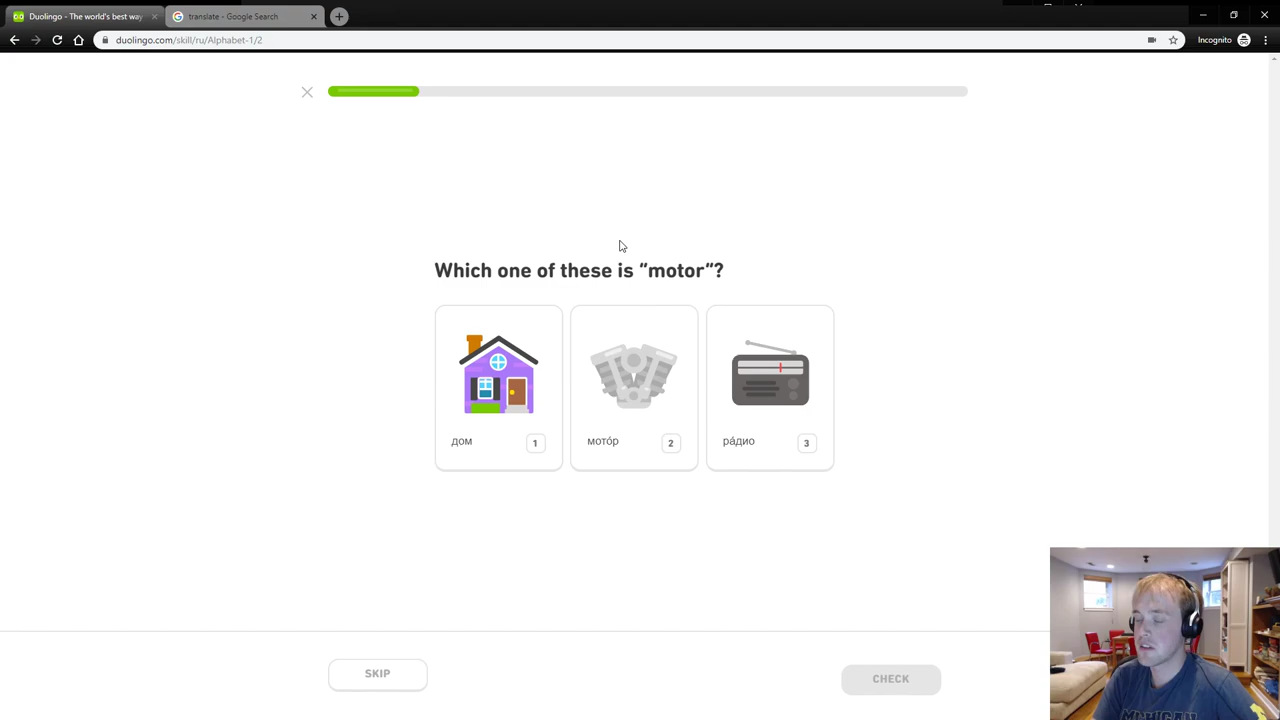 Duolingo - The world's best way
translate - Google Search
duolingo.com/skill/ru/Alphabet-1/2
Incognito
Which one of these is "motor"?
дом 1
мото́р 2
ра́дио 3
SKIP
CHECK
MICHIGAN